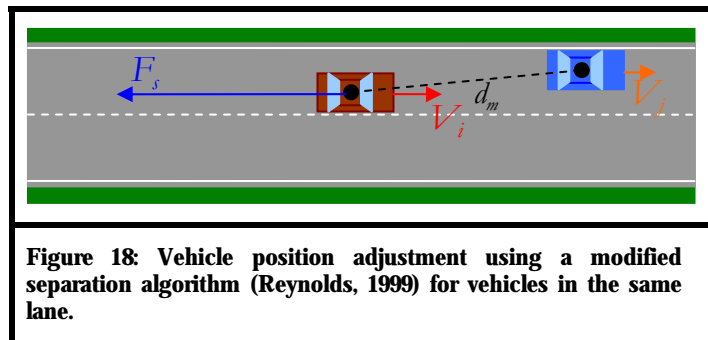 F_s
V_i
d_m
V_j
Figure 18: Vehicle position adjustment using a modified
separation algorithm (Reynolds, 1999) for vehicles in the same
lane.